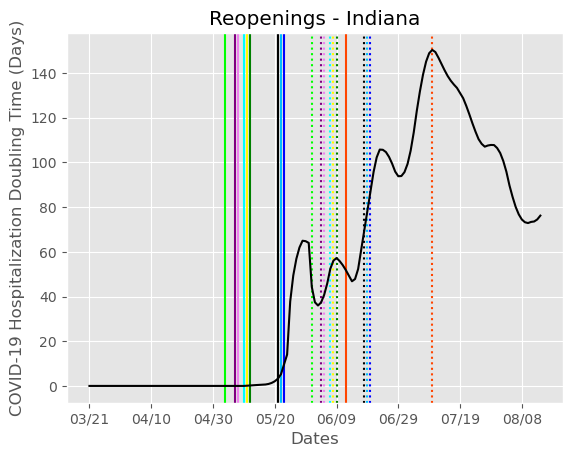 Reopenings - Indiana
COVID-19 Hospitalization Doubling Time (Days)
140
120
100
80
60
40
20
0
03/21 04/10 04/30 05/20 06/09 06/29 07/19 08/08
Dates